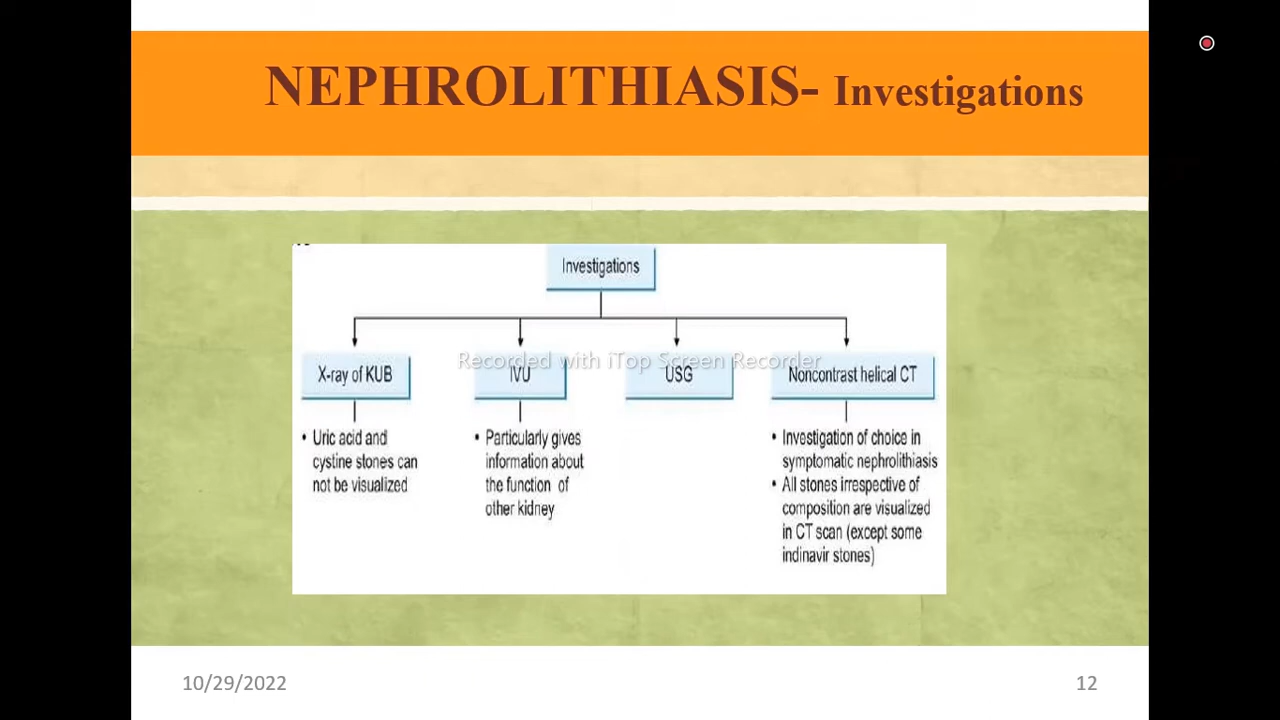 NEPHROLITHIASIS- Investigations
Investigations
Recorded with iTop Screen Recorder
X-ray of KUB
IVU
USG
Noncontrast helical CT
• Uric acid and
cystine stones can
not be visualized
• Particularly gives
information about
the function of
other kidney
• Investigation of choice in
symptomatic nephrolithiasis
• All stones irrespective of
composition are visualized
in CT scan (except some
indinavir stones)
10/29/2022
12